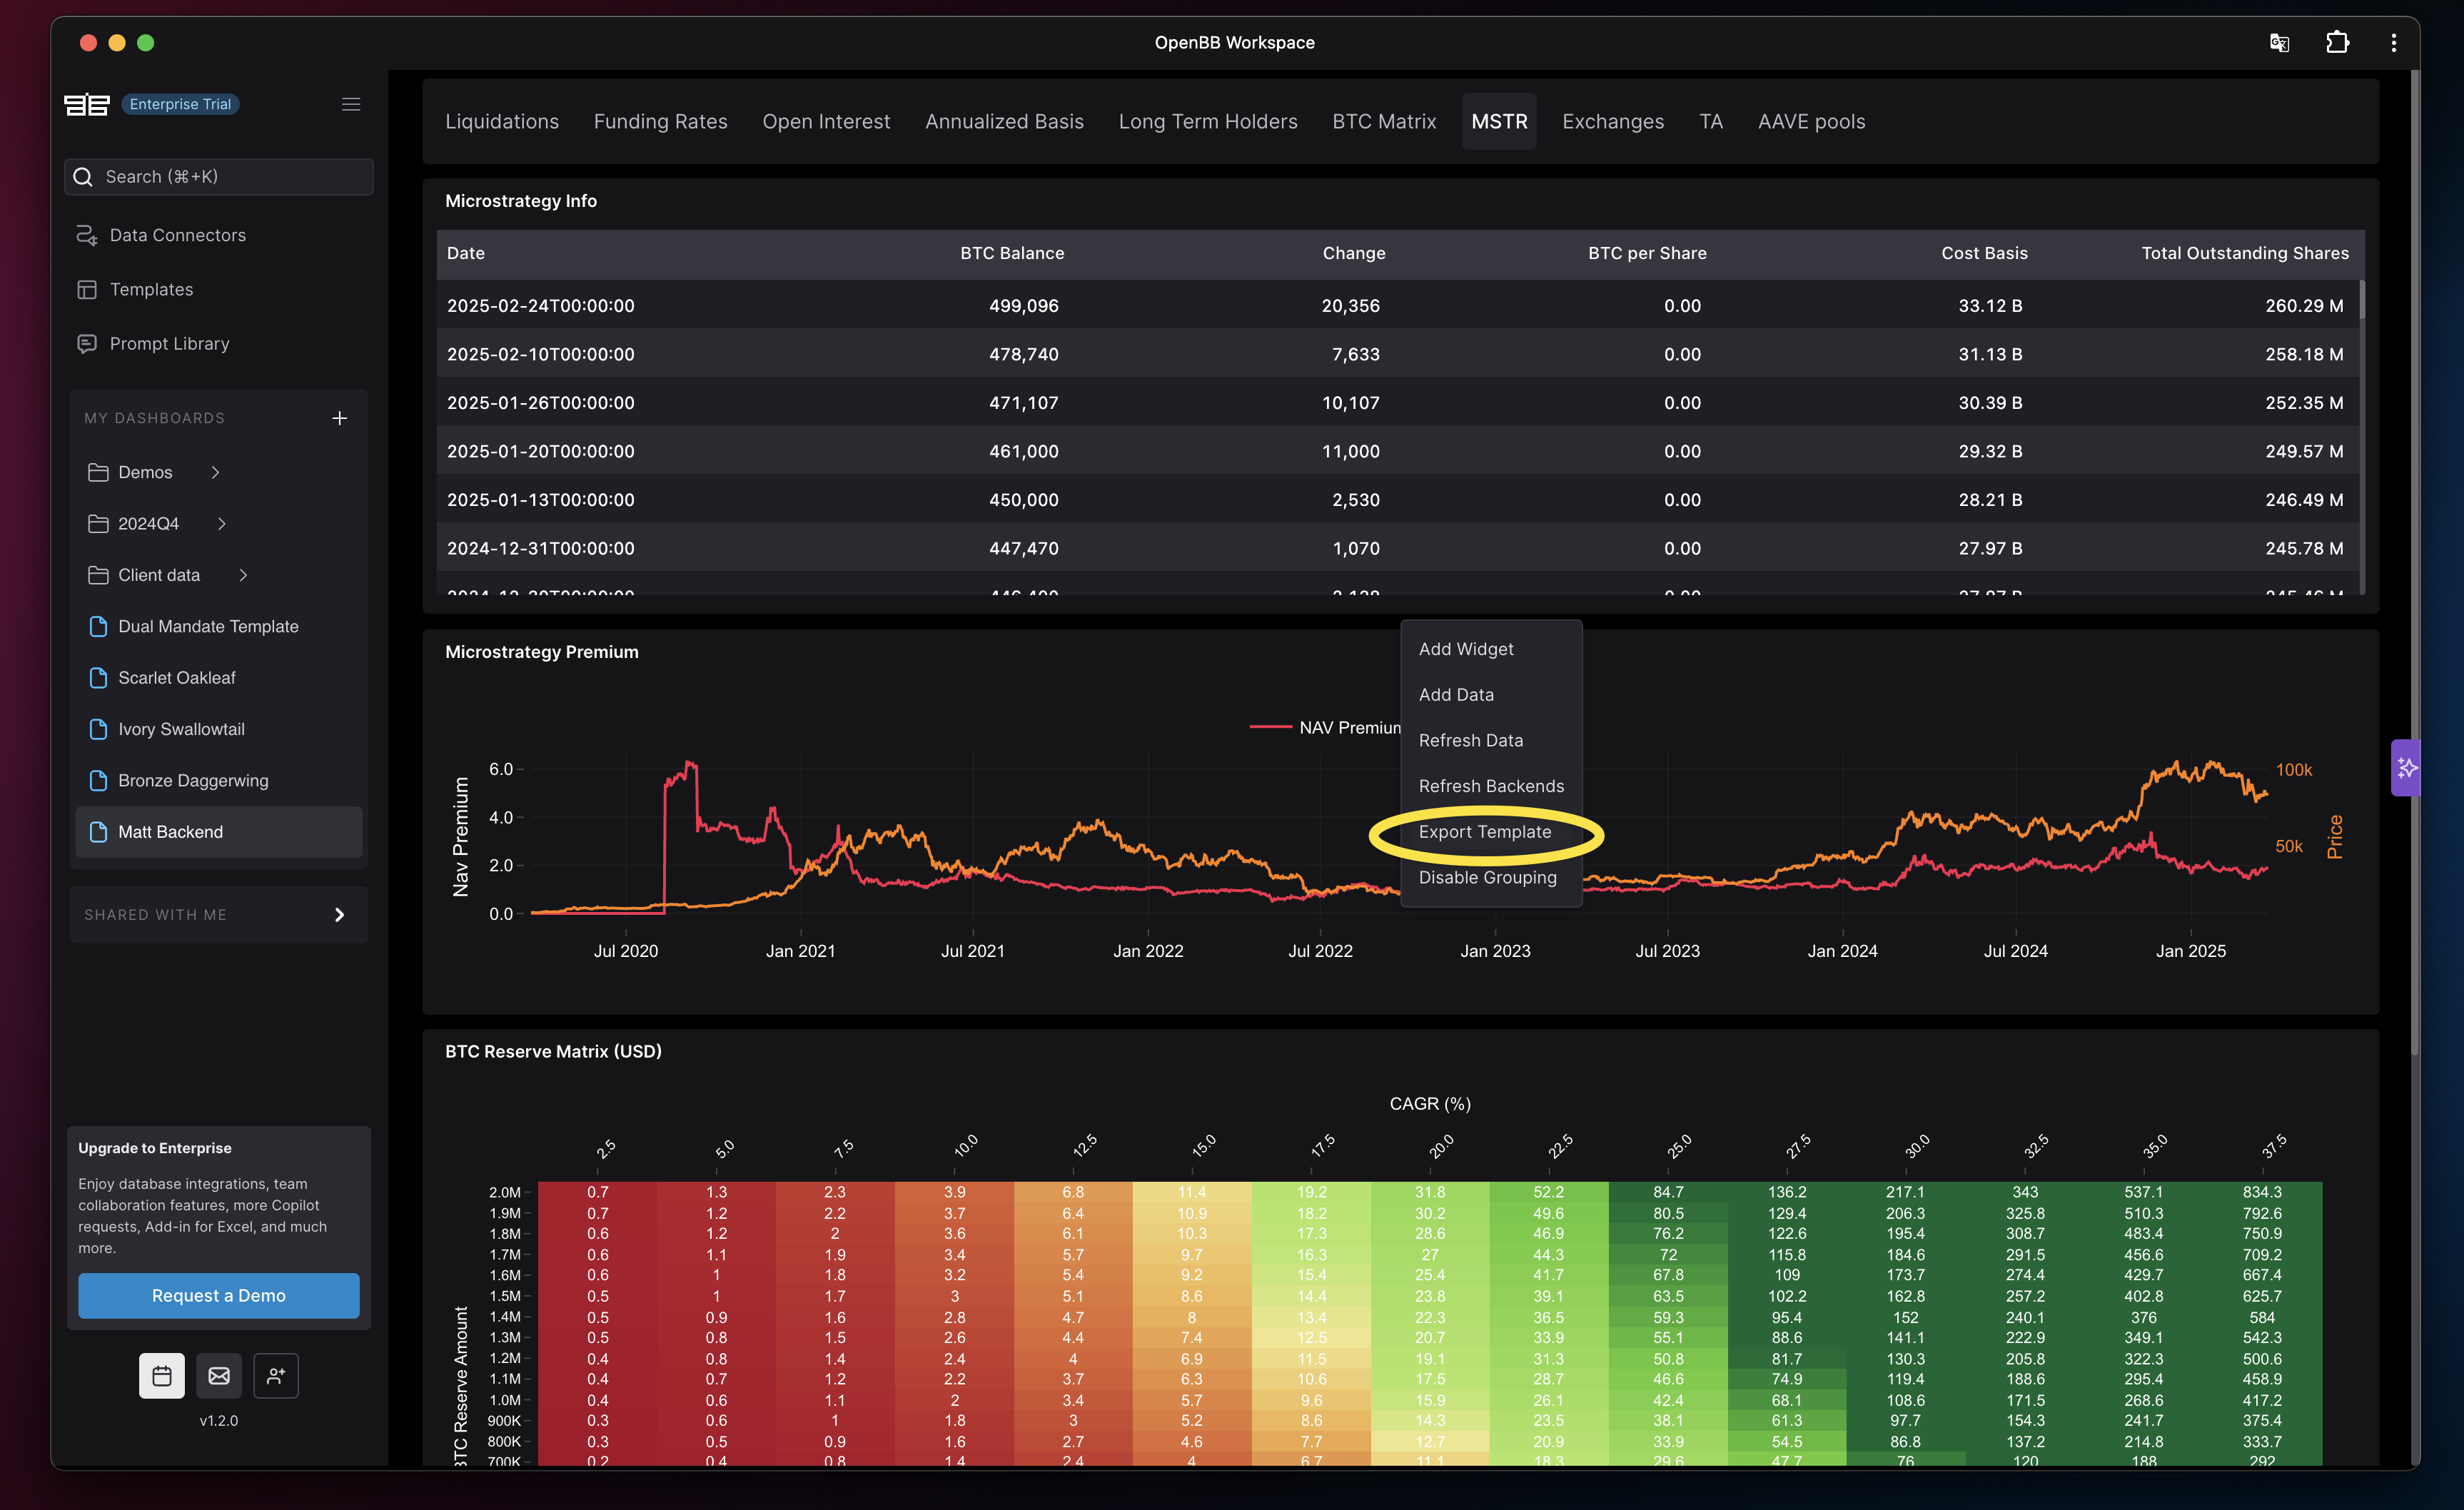 OpenBB Workspace
Enterprise Trial
Search (⌘+K)
Data Connectors
Templates
Prompt Library
MY DASHBOARDS
Demos
2024Q4
Client data
Dual Mandate Template
Scarlet Oakleaf
Ivory Swallowtail
Bronze Daggerwing
Matt Backend
SHARED WITH ME
Upgrade to Enterprise
Enjoy database integrations, team
collaboration features, more Copilot
requests, Add-in for Excel, and much
more.
Request a Demo
v1.2.0
Liquidations Funding Rates Open Interest Annualized Basis Long Term Holders BTC Matrix MSTR Exchanges TA AAVE pools
Microstrategy Info
Date BTC Balance Change BTC per Share Cost Basis Total Outstanding Shares
2025-02-24T00:00:00 499,096 20,356 0.00 33.12 B 260.29 M
2025-02-10T00:00:00 478,740 7,633 0.00 31.13 B 258.18 M
2025-01-26T00:00:00 471,107 10,107 0.00 30.39 B 252.35 M
2025-01-20T00:00:00 461,000 11,000 0.00 29.32 B 249.57 M
2025-01-13T00:00:00 450,000 2,530 0.00 28.21 B 246.49 M
2024-12-31T00:00:00 447,470 1,070 0.00 27.97 B 245.78 M
Microstrategy Premium
NAV Premium
Add Widget
Add Data
Refresh Data
Refresh Backends
Export Template
Disable Grouping
Nav Premium
6.0
4.0
2.0
0.0
100k
50k
Price
Jul 2020 Jan 2021 Jul 2021 Jan 2022 Jul 2022 Jan 2023 Jul 2023 Jan 2024 Jul 2024 Jan 2025
BTC Reserve Matrix (USD)
CAGR (%)
2.5 5.0 7.5 10.0 12.5 15.0 17.5 20.0 22.5 25.0 27.5 30.0 32.5 35.0 37.5
BTC Reserve Amount
2.0M 0.7 1.3 2.3 3.9 6.8 11.4 19.2 31.8 52.2 84.7 136.2 217.1 343 537.1 834.3
1.9M 0.7 1.2 2.2 3.7 6.4 10.9 18.2 30.2 49.6 80.5 129.4 206.3 325.8 510.3 792.6
1.8M 0.6 1.2 2 3.6 6.1 10.3 17.3 28.6 46.9 76.2 122.6 195.4 308.7 483.4 750.9
1.7M 0.6 1.1 1.9 3.4 5.7 9.7 16.3 27 44.3 72 115.8 184.6 291.5 456.6 709.2
1.6M 0.6 1 1.8 3.2 5.4 9.2 15.4 25.4 41.7 67.8 109 173.7 274.4 429.7 667.4
1.5M 0.5 1 1.7 3 5.1 8.6 14.4 23.8 39.1 63.5 102.2 162.8 257.2 402.8 625.7
1.4M 0.5 0.9 1.6 2.8 4.7 8 13.4 22.3 36.5 59.3 95.4 152 240.1 376 584
1.3M 0.5 0.8 1.5 2.6 4.4 7.4 12.5 20.7 33.9 55.1 88.6 141.1 222.9 349.1 542.3
1.2M 0.4 0.8 1.4 2.4 4 6.9 11.5 19.1 31.3 50.8 81.7 130.3 205.8 322.3 500.6
1.1M 0.4 0.7 1.2 2.2 3.7 6.3 10.6 17.5 28.7 46.6 74.9 119.4 188.6 295.4 458.9
1.0M 0.4 0.6 1.1 2 3.4 5.7 9.6 15.9 26.1 42.4 68.1 108.6 171.5 268.6 417.2
900K 0.3 0.6 1 1.8 3 5.2 8.6 14.3 23.5 38.1 61.3 97.7 154.3 241.7 375.4
800K 0.3 0.5 0.9 1.6 2.7 4.6 7.7 12.7 20.9 33.9 54.5 86.8 137.2 214.8 333.7
700K 0.2 0.4 0.8 1.4 2.4 4 6.7 11.1 18.3 29.6 47.7 76 120 188 292